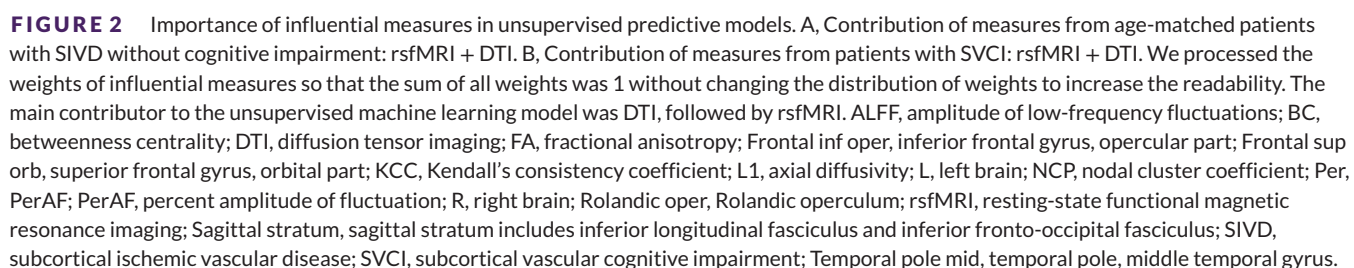 FIGURE 2 Importance of influential measures in unsupervised predictive models. A, Contribution of measures from age-matched patients
with SIVD without cognitive impairment: rsfMRI + DTI. B, Contribution of measures from patients with SVCI: rsfMRI + DTI. We processed the
weights of influential measures so that the sum of all weights was 1 without changing the distribution of weights to increase the readability. The
main contributor to the unsupervised machine learning model was DTI, followed by rsfMRI. ALFF, amplitude of low-frequency fluctuations; BC,
betweenness centrality; DTI, diffusion tensor imaging; FA, fractional anisotropy; Frontal inf oper, inferior frontal gyrus, opercular part; Frontal sup
orb, superior frontal gyrus, orbital part; KCC, Kendall's consistency coefficient; L1, axial diffusivity; L, left brain; NCP, nodal cluster coefficient; Per,
PerAF; PerAF, percent amplitude of fluctuation; R, right brain; Rolandic oper, Rolandic operculum; rsfMRI, resting-state functional magnetic
resonance imaging; Sagittal stratum, sagittal stratum includes inferior longitudinal fasciculus and inferior fronto-occipital fasciculus; SIVD,
subcortical ischemic vascular disease; SVCI, subcortical vascular cognitive impairment; Temporal pole mid, temporal pole, middle temporal gyrus.